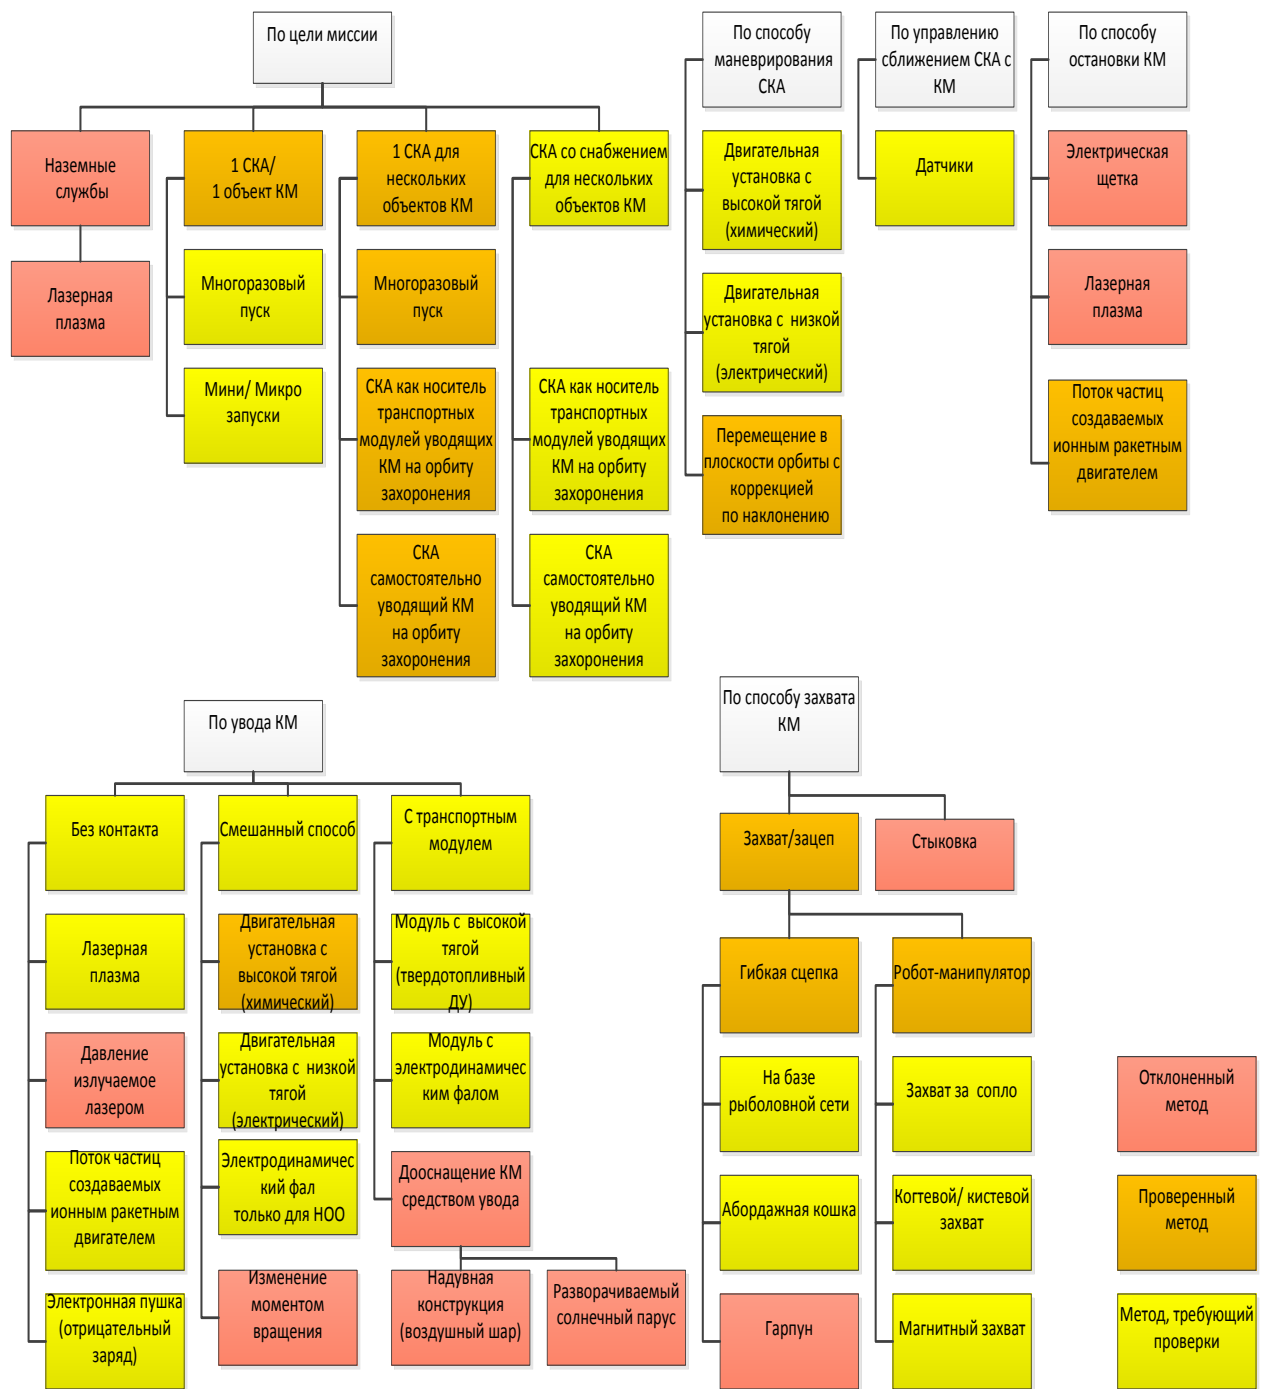 По цели миссии
Наземные
службы
Лазерная
плазма
1 СКА/
1 объект КМ
Многоразовый
пуск
Мини/ Микро
запуски
1 СКА для
нескольких
объектов КМ
Многоразовый
пуск
СКА как носитель
транспортных
модулей уводящих
КМ на орбиту
захоронения
СКА
самостоятельно
уводящий КМ
на орбиту
захоронения
СКА со снабжением
для нескольких
объектов КМ
СКА как носитель
транспортных
модулей уводящих
КМ на орбиту
захоронения
СКА
самостоятельно
уводящий КМ
на орбиту
захоронения
По способу
маневрирования
СКА
Двигательная
установка с
высокой тягой
(химический)
Двигательная
установка с низкой
тягой
(электрический)
Перемещение в
плоскости орбиты с
коррекцией
по наклонению
По управлению
сближением СКА с
КМ
Датчики
По способу
остановки КМ
Электрическая
щетка
Лазерная
плазма
Поток частиц
создаваемых
ионным ракетным
двигателем
По увода КМ
Без контакта
Лазерная
плазма
Давление
излучаемое
лазером
Поток частиц
создаваемых
ионным ракетным
двигателем
Электронная пушка
(отрицательный
заряд)
Смешанный способ
Двигательная
установка с
высокой тягой
(химический)
Двигательная
установка с низкой
тягой
(электрический)
Электродинамичес
кий фал
только для НОО
Изменение
моментом
вращения
С транспортным
модулем
Модуль с высокой
тягой
(твердотопливный
ДУ)
Модуль с
электродинамичес
ким фалом
Дооснащение КМ
средством увода
Надувная
конструкция
(воздушный шар)
Разворачиваемый
солнечный парус
По способу захвата
КМ
Захват/зацеп
Стыковка
Гибкая сцепка
На базе
рыболовной сети
Абордажная кошка
Гарпун
Робот-манипулятор
Захват за сопло
Когтевой/ кистевой
захват
Магнитный захват
Отклоненный
метод
Проверенный
метод
Метод, требующий
проверки